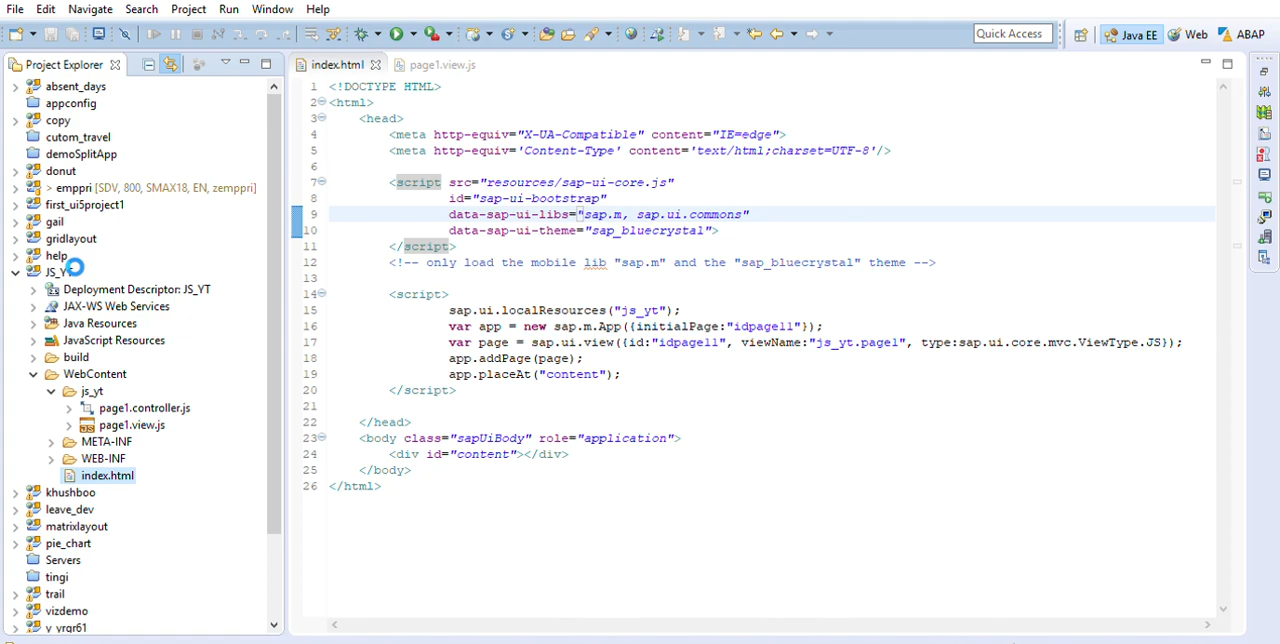 File Edit Navigate Search Project Run Window Help
Quick Access
Java EE
Web
ABAP
Project Explorer
absent_days
appconfig
copy
cutom_travel
demoSplitApp
donut
> emppri [SDV, 800, SMAX18, EN, zemppri]
first_ui5project1
gail
gridlayout
help
JS_YT
Deployment Descriptor: JS_YT
JAX-WS Web Services
Java Resources
JavaScript Resources
build
WebContent
js_yt
page1.controller.js
page1.view.js
META-INF
WEB-INF
index.html
khushboo
leave_dev
matrixlayout
pie_chart
Servers
tingi
trail
vizdemo
y_yrgr61
index.html
page1.view.js
1 <!DOCTYPE HTML>
2 <html>
3 <head>
4 <meta http-equiv="X-UA-Compatible" content="IE=edge">
5 <meta http-equiv='Content-Type' content='text/html;charset=UTF-8'/>
6
7 <script src="resources/sap-ui-core.js"
8 id="sap-ui-bootstrap"
9 data-sap-ui-libs="sap.m, sap.ui.commons"
10 data-sap-ui-theme="sap_bluecrystal">
11 </script>
12 <!-- only load the mobile lib "sap.m" and the "sap_bluecrystal" theme -->
13
14 <script>
15 sap.ui.localResources("js_yt");
16 var app = new sap.m.App({initialPage:"idpage11"});
17 var page = sap.ui.view({id:"idpage11", viewName:"js_yt.page1", type:sap.ui.core.mvc.ViewType.JS});
18 app.addPage(page);
19 app.placeAt("content");
20 </script>
21
22 </head>
23 <body class="sapUiBody" role="application">
24 <div id="content"></div>
25 </body>
26 </html>